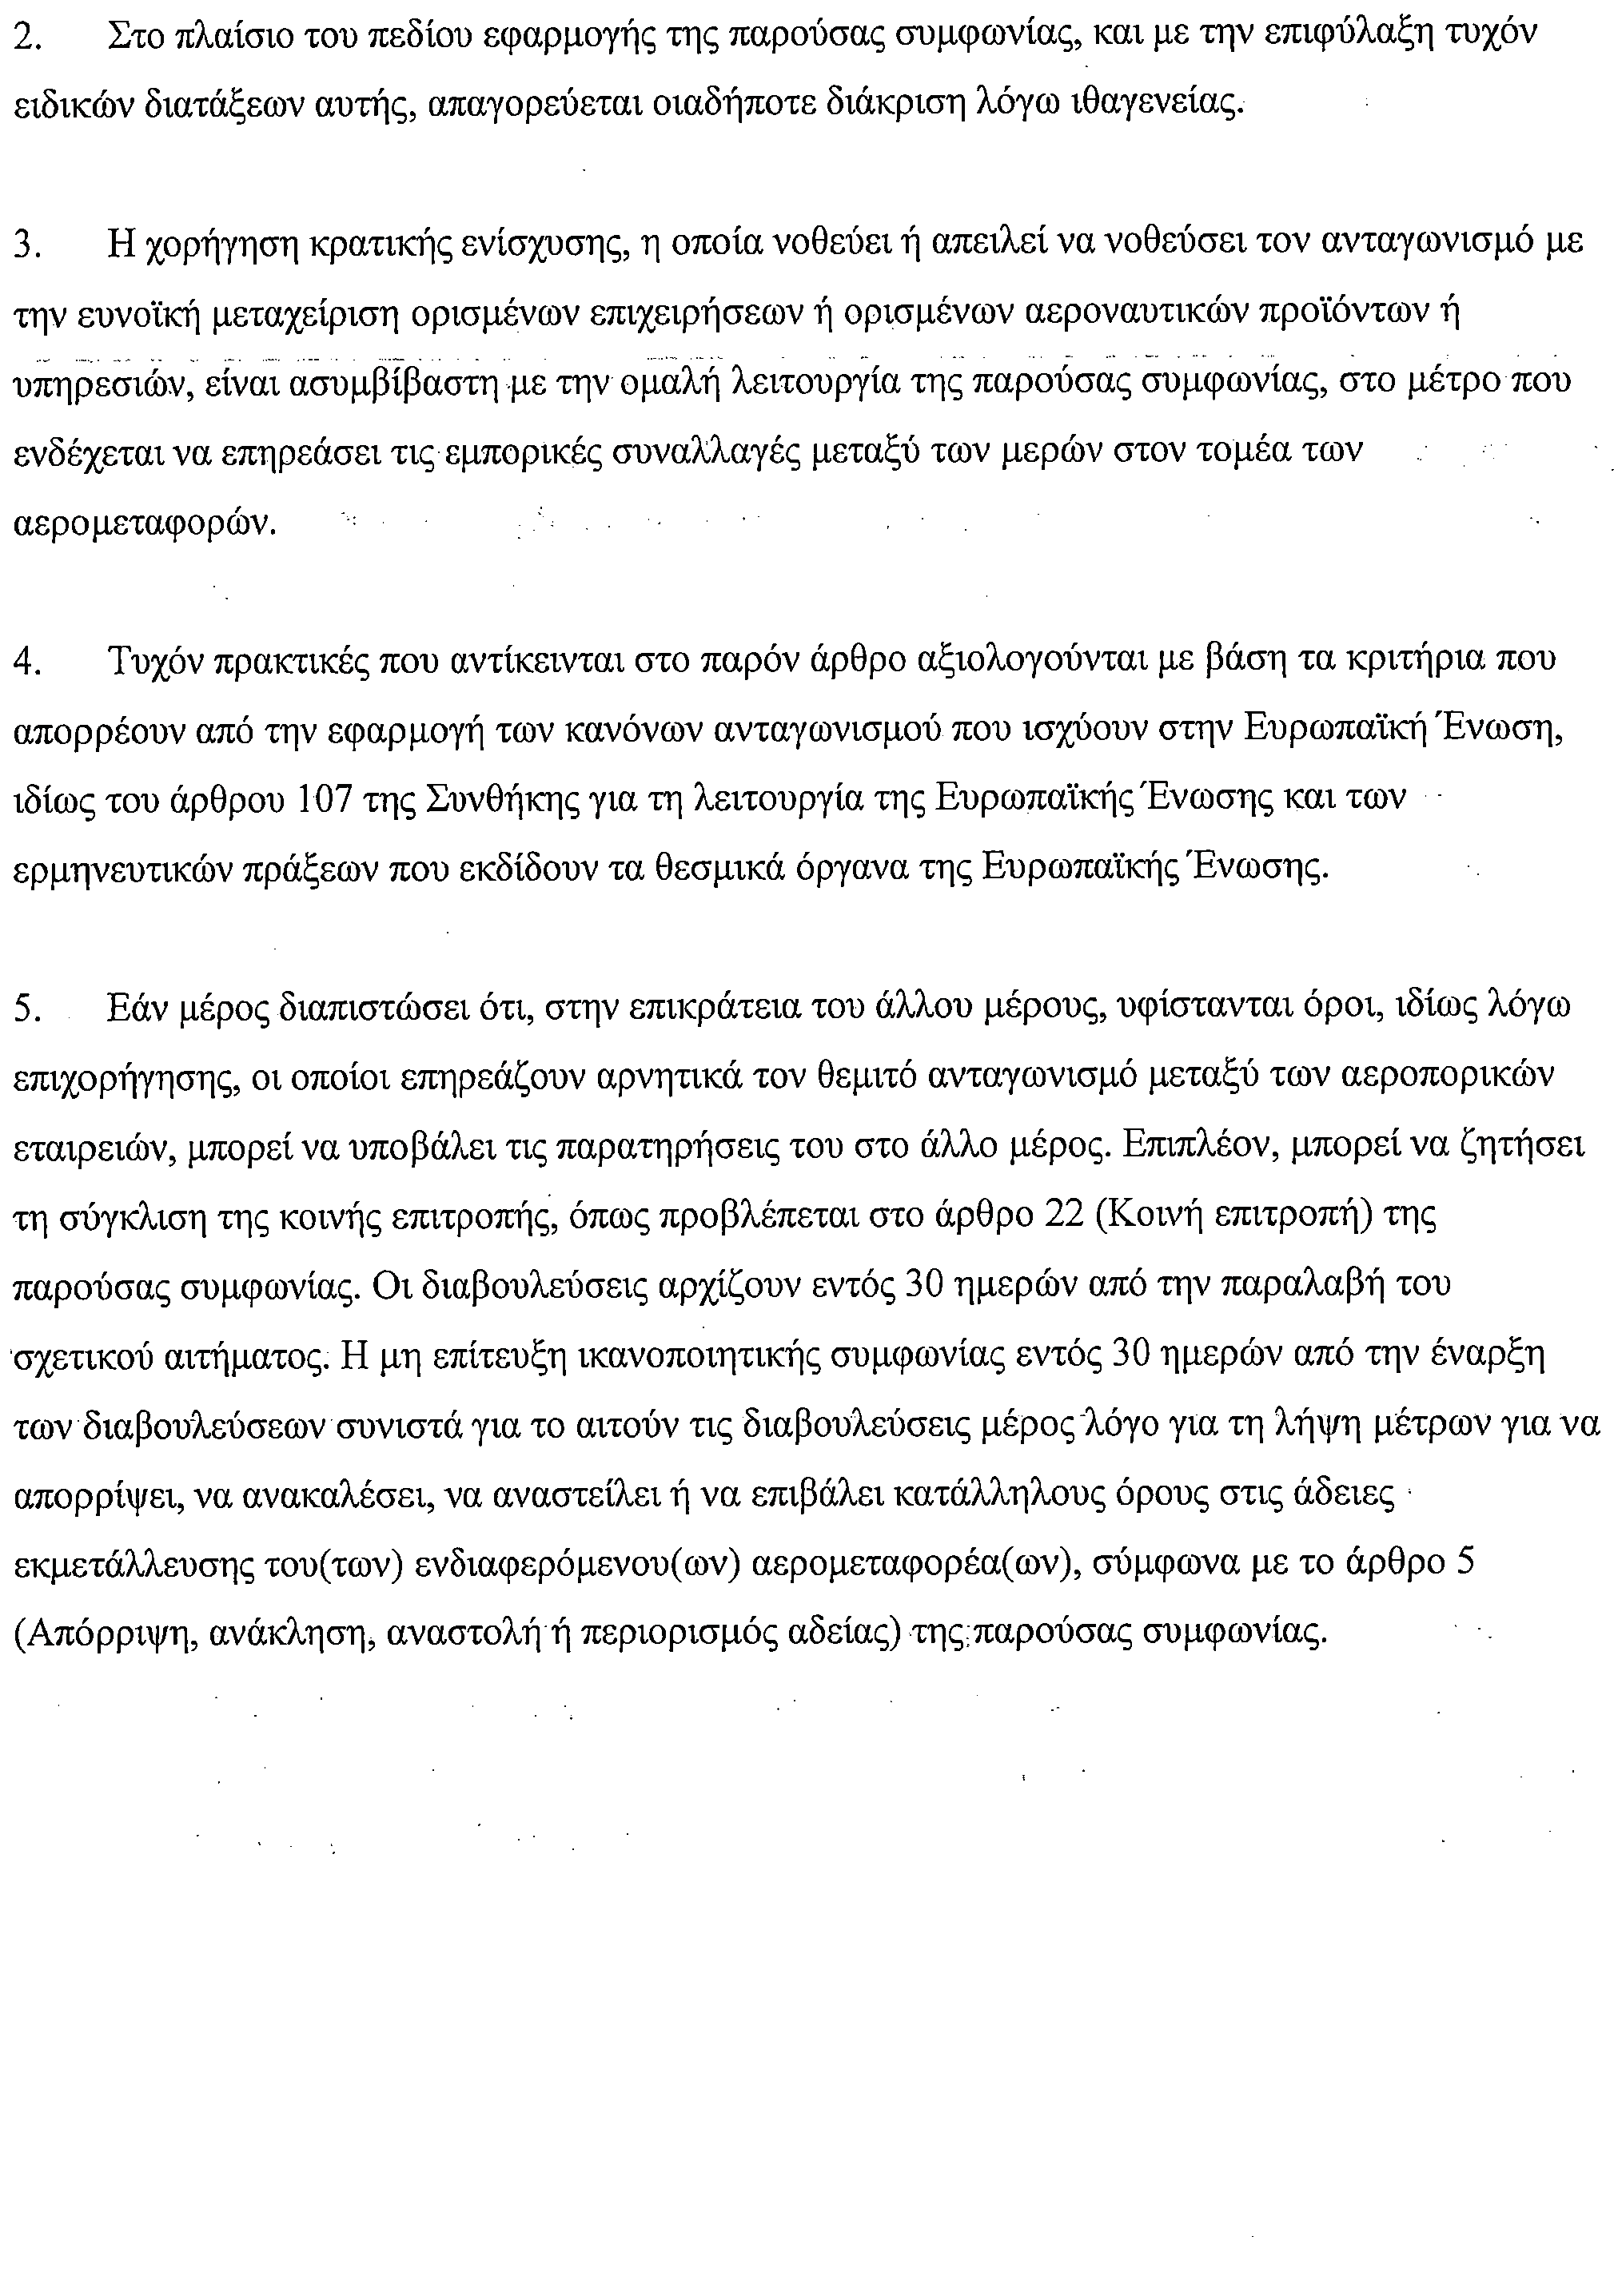 2. Στο πλαίσιο του πεδίου εφαρμογής της παρούσας συμφωνίας, και με την επιφύλαξη τυχόν
ειδικών διατάξεων αυτής, απαγορεύεται οιαδήποτε διάκριση λόγω ιθαγενείας.
3. Η χορήγηση κρατικής ενίσχυσης, η οποία νοθεύει ή απειλεί να νοθεύσει τον ανταγωνισμό με
την ευνοϊκή μεταχείριση ορισμένων επιχειρήσεων ή ορισμένων αεροναυτικών προϊόντων ή
υπηρεσιών, είναι ασυμβίβαστη με την ομαλή λειτουργία της παρούσας συμφωνίας, στο μέτρο που
ενδέχεται να επηρεάσει τις εμπορικές συναλλαγές μεταξύ των μερών στον τομέα των
αερομεταφορών.
4. Τυχόν πρακτικές που αντίκεινται στο παρόν άρθρο αξιολογούνται με βάση τα κριτήρια που
απορρέουν από την εφαρμογή των κανόνων ανταγωνισμού που ισχύουν στην Ευρωπαϊκή Ένωση,
ιδίως του άρθρου 107 της Συνθήκης για τη λειτουργία της Ευρωπαϊκής Ένωσης και των
ερμηνευτικών πράξεων που εκδίδουν τα θεσμικά όργανα της Ευρωπαϊκής Ένωσης.
5. Εάν μέρος διαπιστώσει ότι, στην επικράτεια του άλλου μέρους, υφίστανται όροι, ιδίως λόγω
επιχορήγησης, οι οποίοι επηρεάζουν αρνητικά τον θεμιτό ανταγωνισμό μεταξύ των αεροπορικών
εταιρειών, μπορεί να υποβάλει τις παρατηρήσεις του στο άλλο μέρος. Επιπλέον, μπορεί να ζητήσει
τη σύγκλιση της κοινής επιτροπής, όπως προβλέπεται στο άρθρο 22 (Κοινή επιτροπή) της
παρούσας συμφωνίας. Οι διαβουλεύσεις αρχίζουν εντός 30 ημερών από την παραλαβή του
σχετικού αιτήματος. Η μη επίτευξη ικανοποιητικής συμφωνίας εντός 30 ημερών από την έναρξη
των διαβουλεύσεων συνιστά για το αιτούν τις διαβουλεύσεις μέρος λόγο για τη λήψη μέτρων για να
απορρίψει, να ανακαλέσει, να αναστείλει ή να επιβάλει κατάλληλους όρους στις άδειες
εκμετάλλευσης του(των) ενδιαφερόμενου(ων) αερομεταφορέα(ων), σύμφωνα με το άρθρο 5
(Απόρριψη, ανάκληση, αναστολή ή περιορισμός αδείας) της παρούσας συμφωνίας.